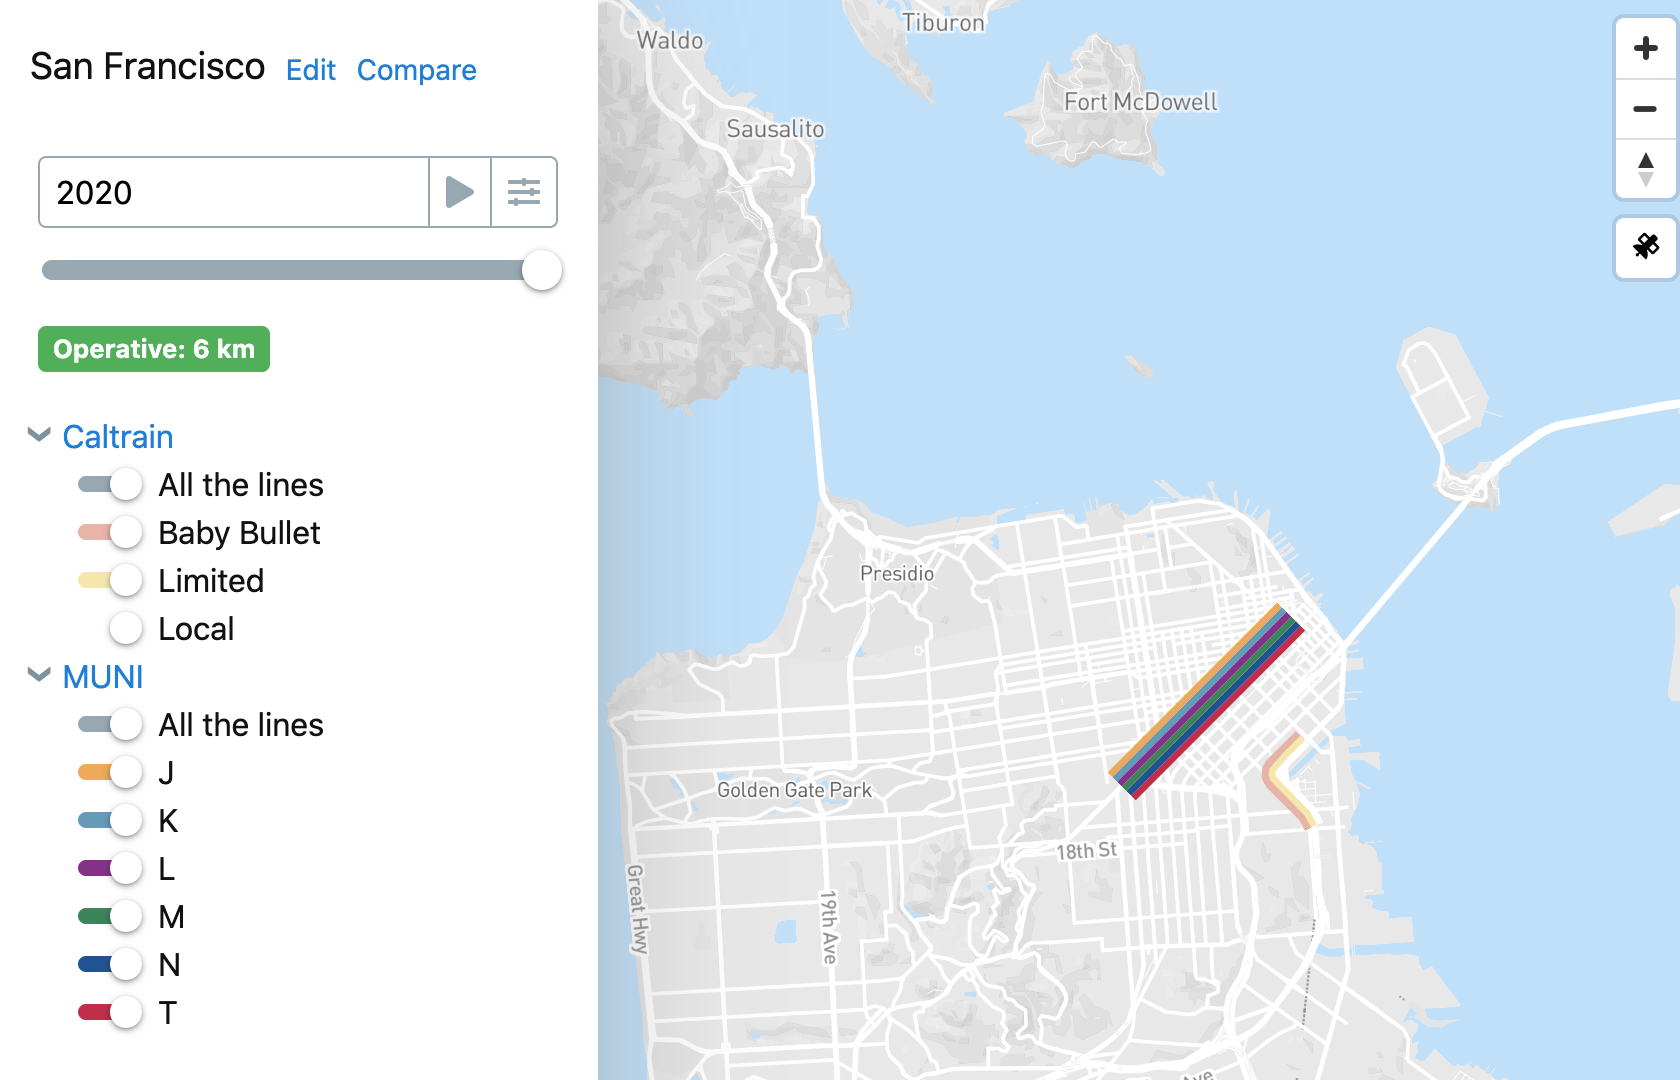 San Francisco Edit Compare
2020
Operative: 6 km
Caltrain
All the lines
Baby Bullet
Limited
Local
MUNI
All the lines
J
K
L
M
N
T
Tiburon
Waldo
Fort McDowell
Sausalito
Presidio
Golden Gate Park
18th St
Great Hwy
19th Ave
Ave